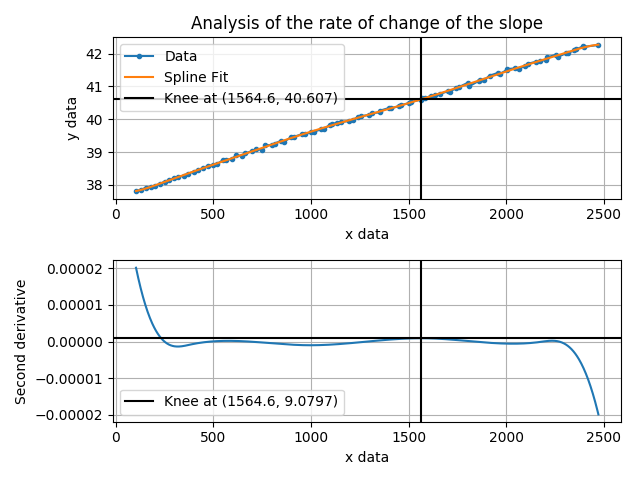 Analysis of the rate of change of the slope
42
41
40
39
38
y data
Data
Spline Fit
Knee at (1564.6, 40.607)
0 500 1000 1500 2000 2500
x data
0.00002
0.00001
0.00000
−0.00001
−0.00002
Second derivative
Knee at (1564.6, 9.0797)
0 500 1000 1500 2000 2500
x data